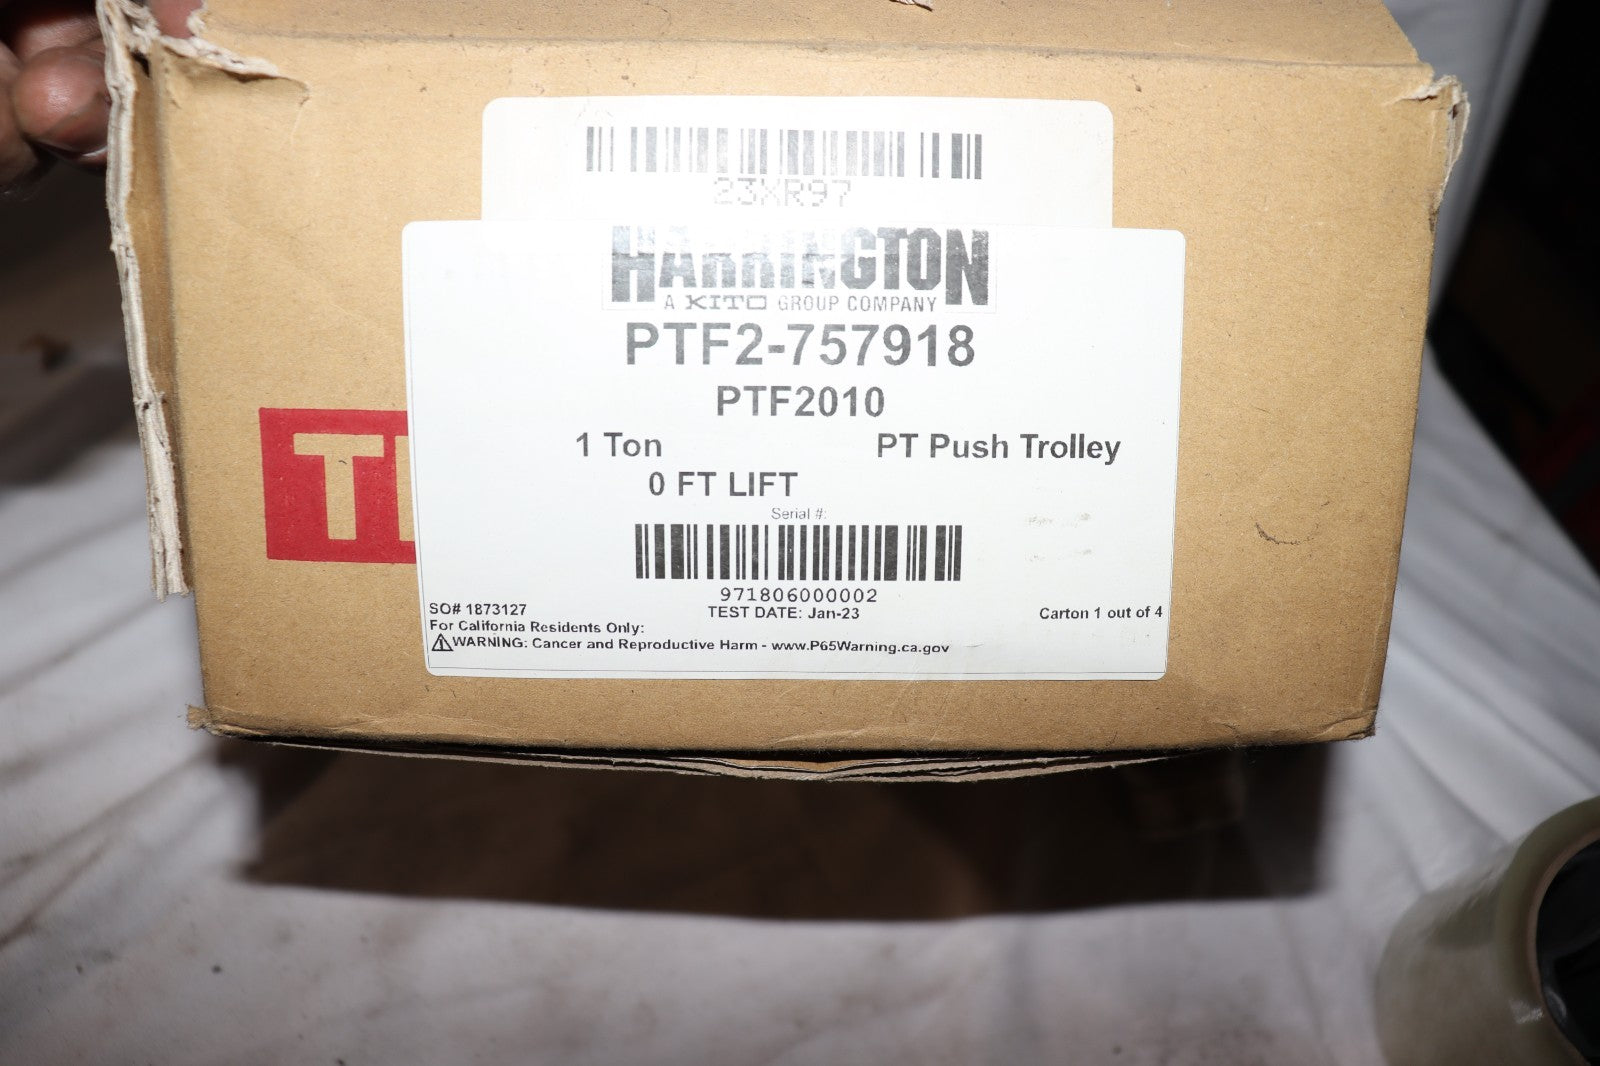 23XR97
HARRINGTON
A KITO GROUP COMPANY
PTF2-757918
PTF2010
1 Ton PT Push Trolley
0 FT LIFT
Serial #:
971806000002
SO# 1873127 TEST DATE: Jan-23 Carton 1 out of 4
For California Residents Only:
⚠WARNING: Cancer and Reproductive Harm - www.P65Warning.ca.gov